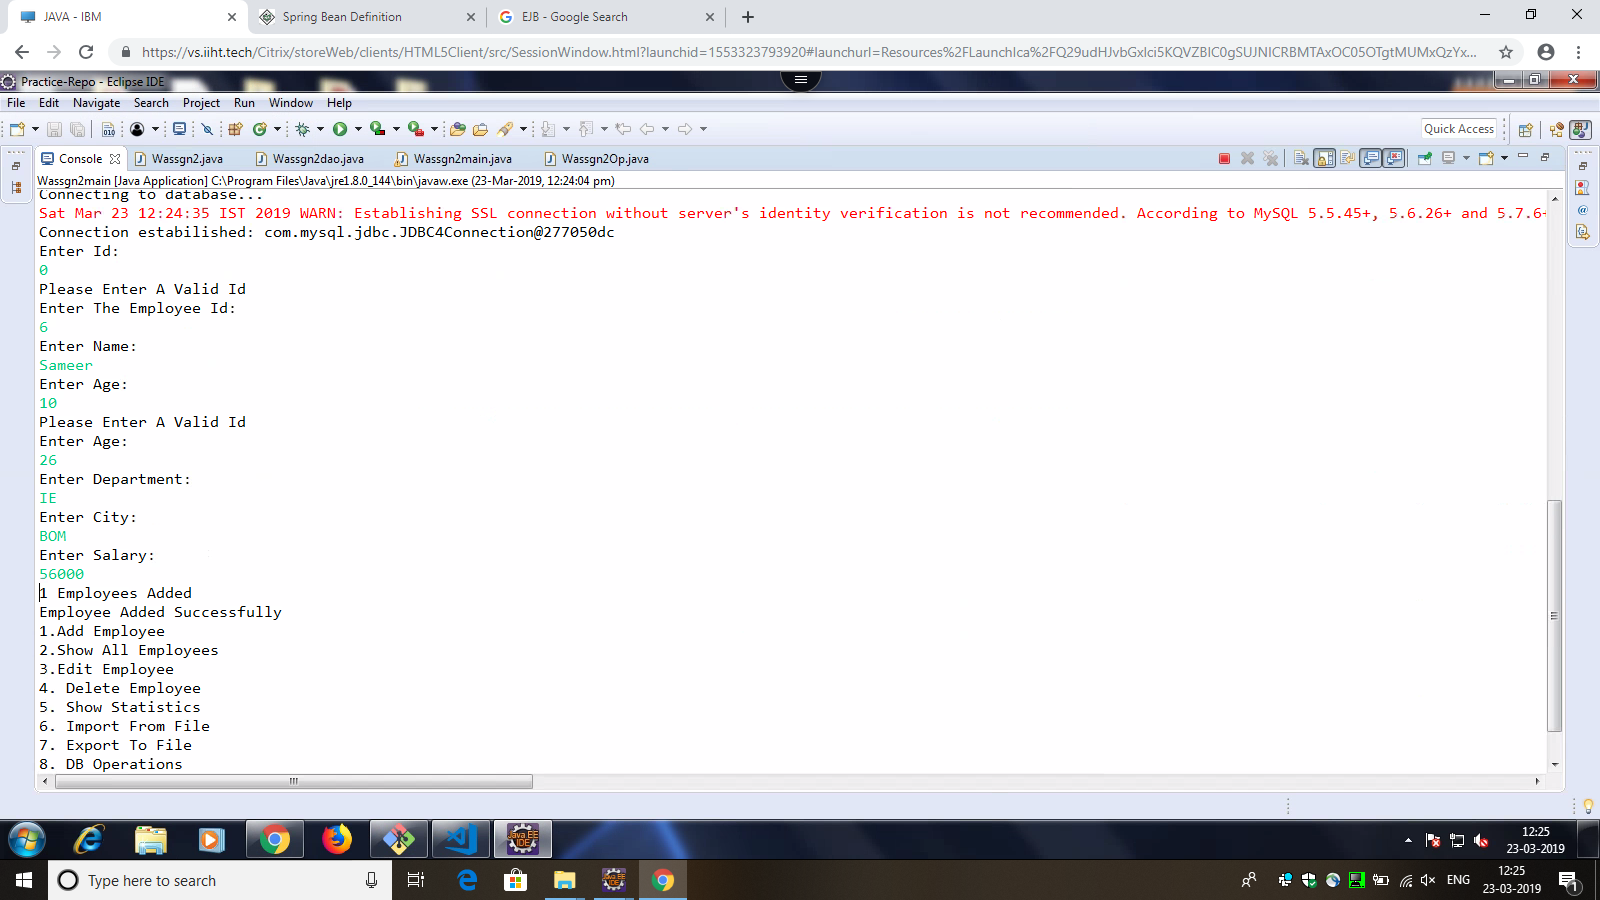 JAVA - IBM
Spring Bean Definition
EJB - Google Search
https://vs.iiht.tech/Citrix/storeWeb/clients/HTML5Client/src/SessionWindow.html?launchid=1553323793920#launchurl=Resources%2FLaunchIca%2FQ29udHJvbGxlci5KQVZBIC0gSUJNICRBMTAxOC05OTgtMUMxQzYx...
Practice-Repo - Eclipse IDE
File Edit Navigate Search Project Run Window Help
Quick Access
Console Wassgn2.java Wassgn2dao.java Wassgn2main.java Wassgn2Op.java
Wassgn2main [Java Application] C:\Program Files\Java\jre1.8.0_144\bin\javaw.exe (23-Mar-2019, 12:24:04 pm)
Connecting to database...
Sat Mar 23 12:24:35 IST 2019 WARN: Establishing SSL connection without server's identity verification is not recommended. According to MySQL 5.5.45+, 5.6.26+ and 5.7.6+
Connection estabilished: com.mysql.jdbc.JDBC4Connection@277050dc
Enter Id:
0
Please Enter A Valid Id
Enter The Employee Id:
6
Enter Name:
Sameer
Enter Age:
10
Please Enter A Valid Id
Enter Age:
26
Enter Department:
IE
Enter City:
BOM
Enter Salary:
56000
1 Employees Added
Employee Added Successfully
1.Add Employee
2.Show All Employees
3.Edit Employee
4. Delete Employee
5. Show Statistics
6. Import From File
7. Export To File
8. DB Operations
Java EE
IDE
12:25
23-03-2019
Type here to search
Java EE
IDE
ENG
12:25
23-03-2019
1